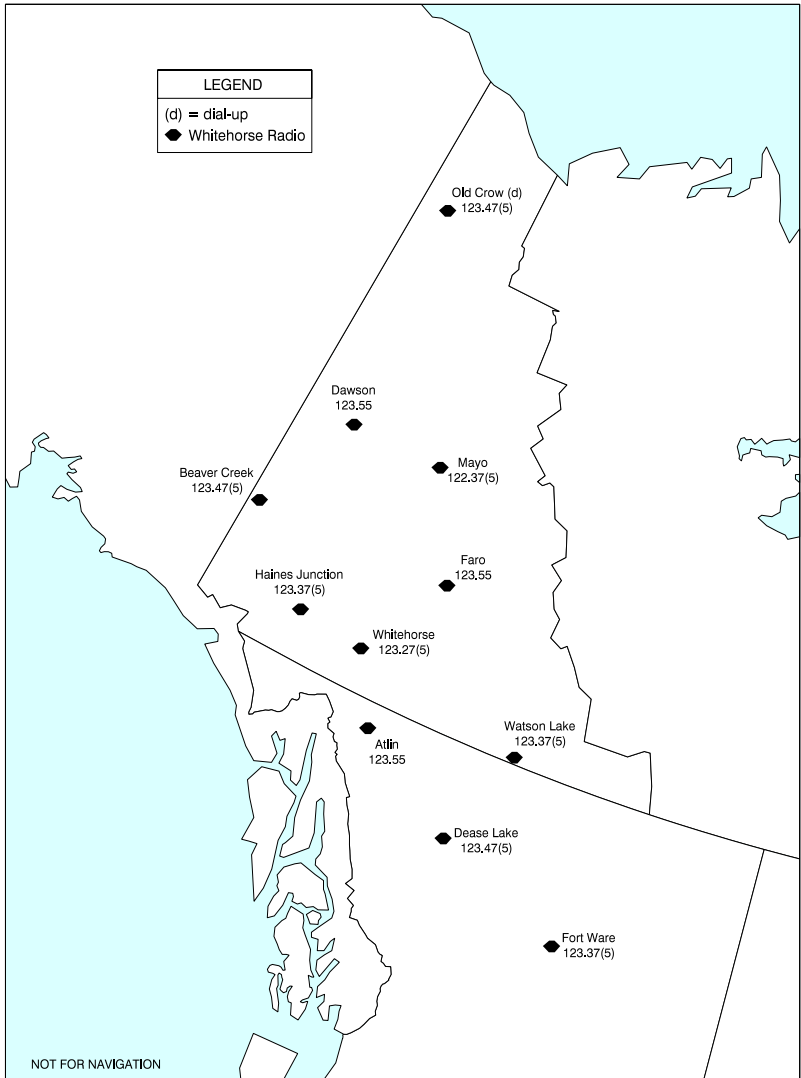 LEGEND
(d) = dial-up
Whitehorse Radio
Old Crow (d)
123.47(5)
Dawson
123.55
Mayo
122.37(5)
Beaver Creek
123.47(5)
Faro
123.55
Haines Junction
123.37(5)
Whitehorse
123.27(5)
Watson Lake
123.37(5)
Atlin
123.55
Dease Lake
123.47(5)
Fort Ware
123.37(5)
NOT FOR NAVIGATION